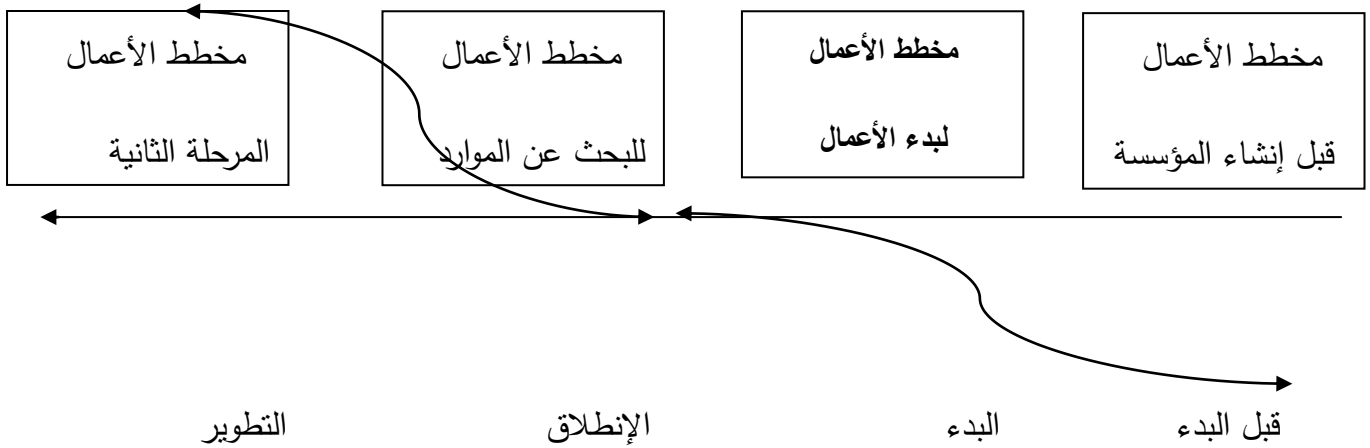 مخطط الأعمال
قبل إنشاء المؤسسة
مخطط الأعمال
لبدء الأعمال
مخطط الأعمال
للبحث عن الموارد
مخطط الأعمال
المرحلة الثانية
قبل البدء
البدء
الإنطلاق
التطوير